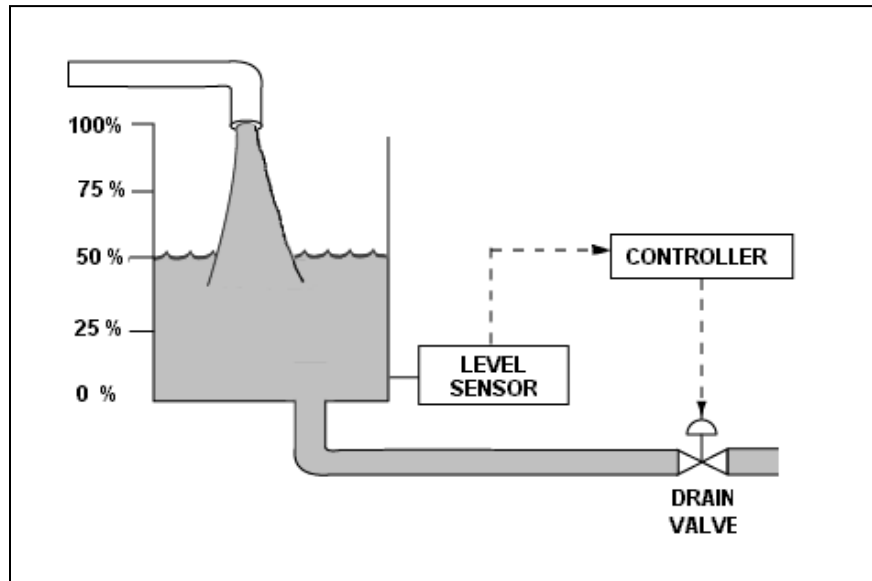 100%
75 %
50 %
25 %
0 %
CONTROLLER
LEVEL
SENSOR
DRAIN
VALVE